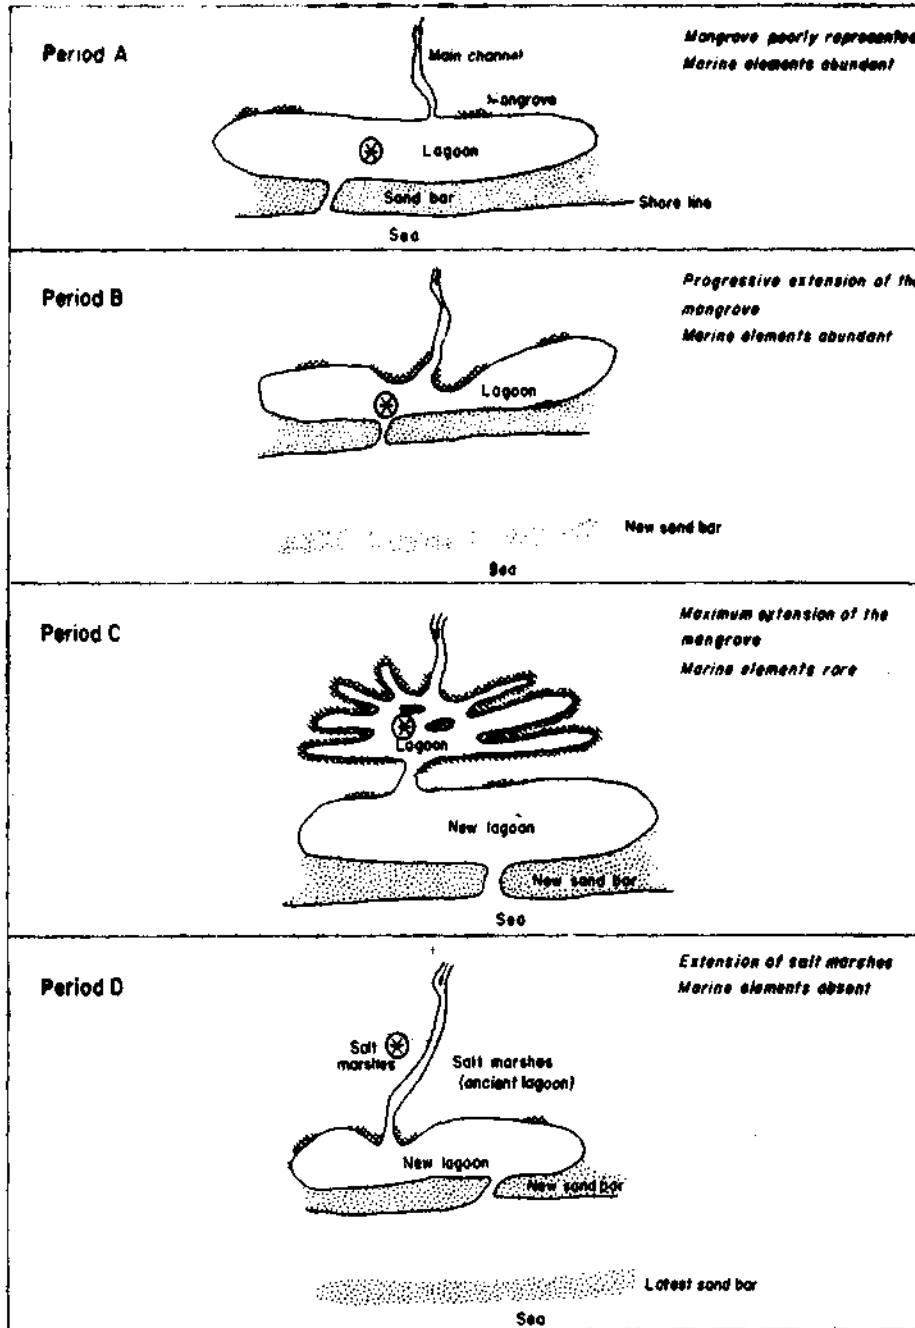 Period A
Mangrove poorly represented
Marine elements abundant
Main channel
Mangrove
Lagoon
Sand bar
Shore line
Sea
Period B
Progressive extension of the
mangrove
Marine elements abundant
Lagoon
New sand bar
Sea
Period C
Maximum extension of the
mangrove
Marine elements rare
Lagoon
New lagoon
New sand bar
Sea
Period D
Extension of salt marshes
Marine elements absent
Salt
marshes
Salt marshes
(ancient lagoon)
New lagoon
New sand bar
Latest sand bar
Sea